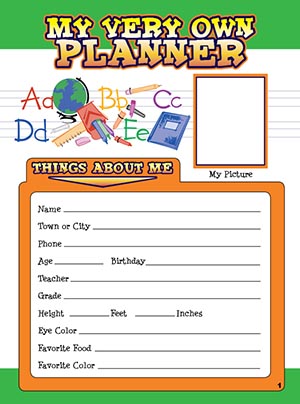 MY VERY OWN
PLANNER
Aa Bb Cc
Dd Ee
My Picture
THINGS ABOUT ME
Name
Town or City
Phone
Age Birthday
Teacher
Grade
Height Feet Inches
Eye Color
Favorite Food
Favorite Color
1